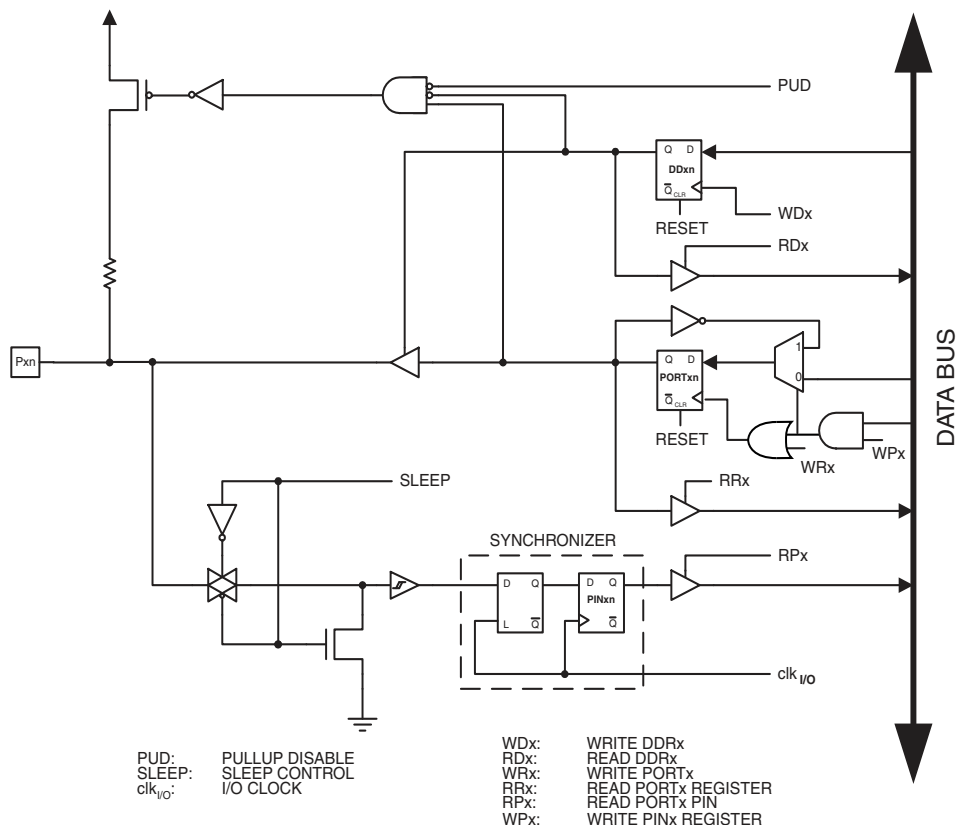 PUD
Q D
DDxn
Q CLR
WDx
RESET
RDx
Pxn
1
Q D
PORTxn
0
Q CLR
RESET
WRx
WPx
DATA BUS
SLEEP
RRx
SYNCHRONIZER
RPx
D Q
D Q
PINxn
L Q
Q
clk I/O
PUD: PULLUP DISABLE
SLEEP: SLEEP CONTROL
clkI/O: I/O CLOCK
WDx: WRITE DDRx
RDx: READ DDRx
WRx: WRITE PORTx
RRx: READ PORTx REGISTER
RPx: READ PORTx PIN
WPx: WRITE PINx REGISTER